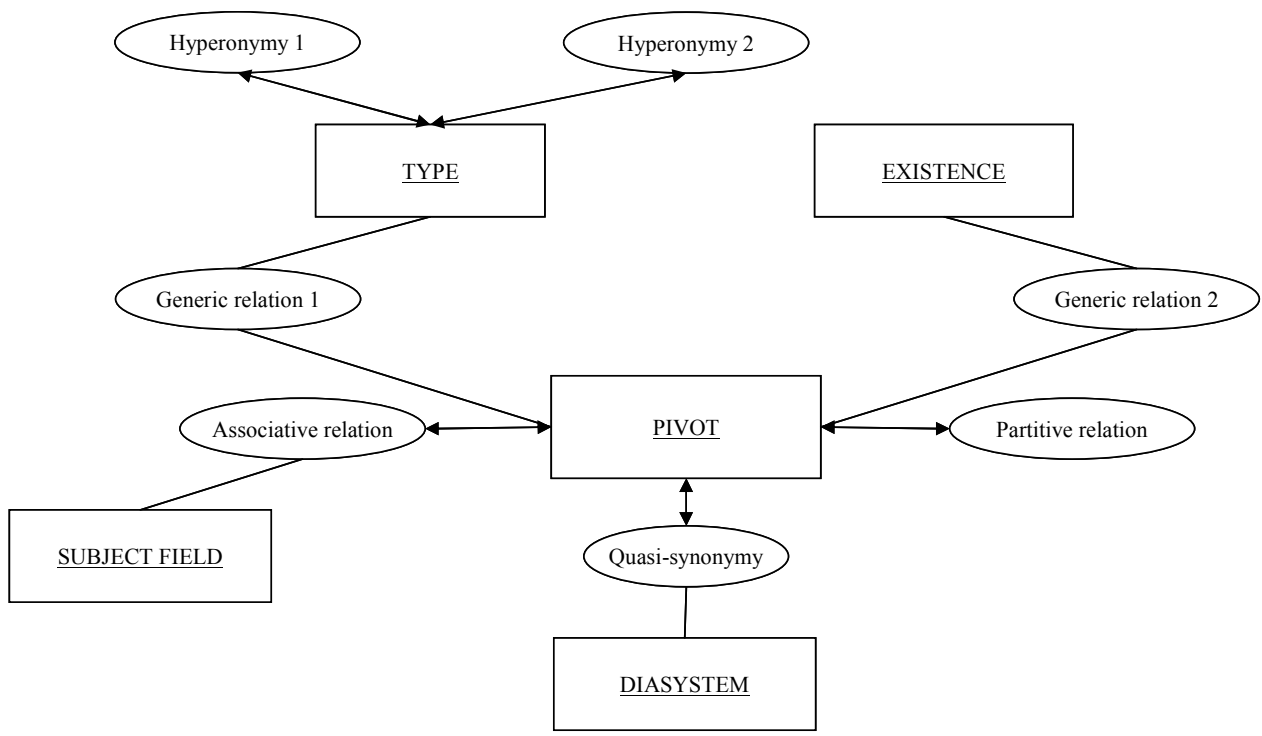 Hyperonymy 1
Hyperonymy 2
TYPE
EXISTENCE
Generic relation 1
Generic relation 2
Associative relation
PIVOT
Partitive relation
SUBJECT FIELD
Quasi-synonymy
DIASYSTEM